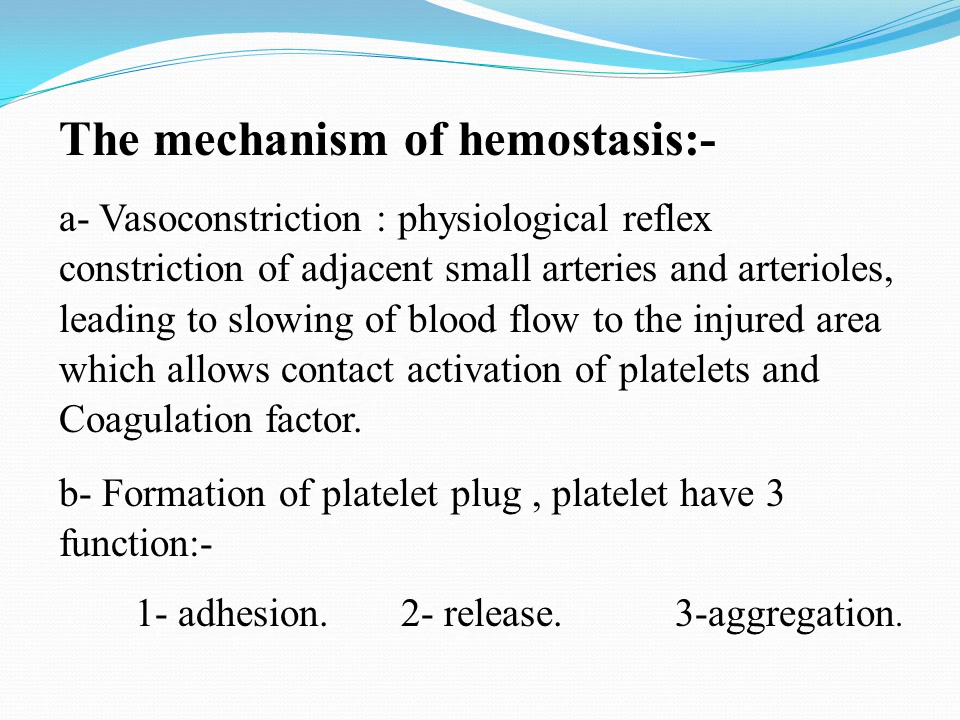 The mechanism of hemostasis:-
a- Vasoconstriction : physiological reflex
constriction of adjacent small arteries and arterioles,
leading to slowing of blood flow to the injured area
which allows contact activation of platelets and
Coagulation factor.
b- Formation of platelet plug , platelet have 3
function:-
1- adhesion. 2- release. 3-aggregation.